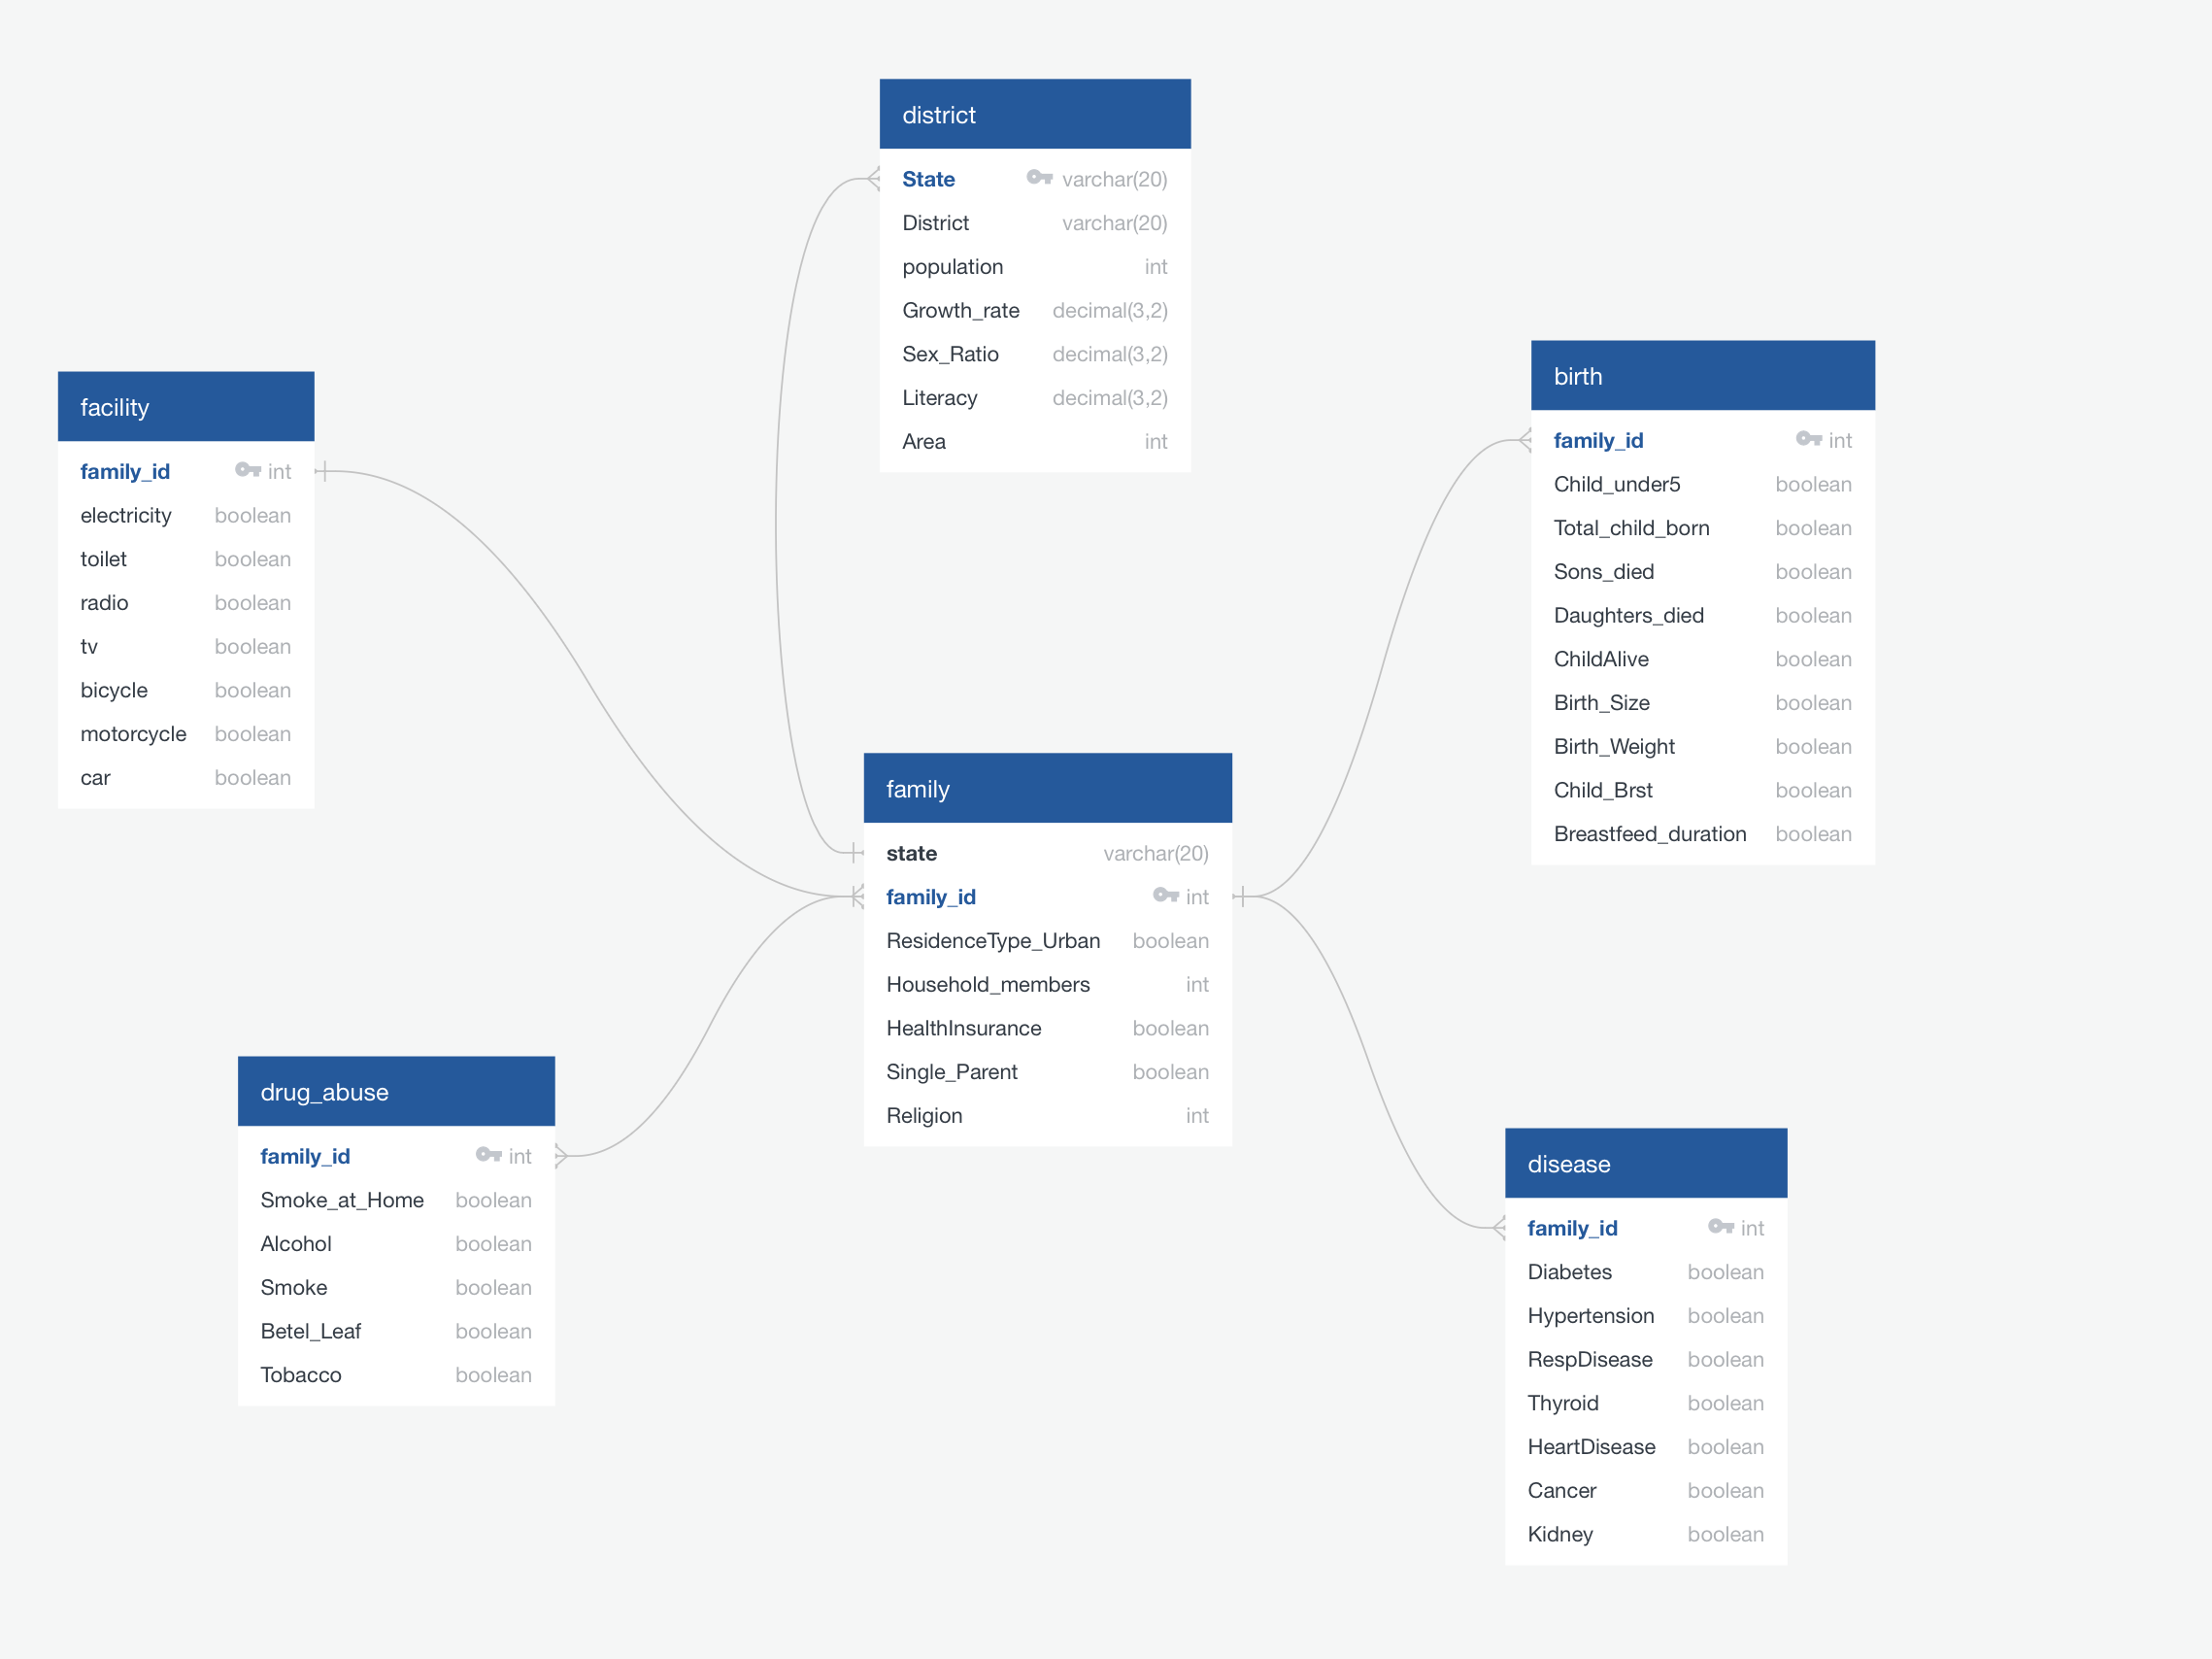 district
State varchar(20)
District varchar(20)
population int
Growth_rate decimal(3,2)
Sex_Ratio decimal(3,2)
Literacy decimal(3,2)
Area int
facility
family_id int
electricity boolean
toilet boolean
radio boolean
tv boolean
bicycle boolean
motorcycle boolean
car boolean
birth
family_id int
Child_under5 boolean
Total_child_born boolean
Sons_died boolean
Daughters_died boolean
ChildAlive boolean
Birth_Size boolean
Birth_Weight boolean
Child_Brst boolean
Breastfeed_duration boolean
family
state varchar(20)
family_id int
ResidenceType_Urban boolean
Household_members int
HealthInsurance boolean
Single_Parent boolean
Religion int
drug_abuse
family_id int
Smoke_at_Home boolean
Alcohol boolean
Smoke boolean
Betel_Leaf boolean
Tobacco boolean
disease
family_id int
Diabetes boolean
Hypertension boolean
RespDisease boolean
Thyroid boolean
HeartDisease boolean
Cancer boolean
Kidney boolean